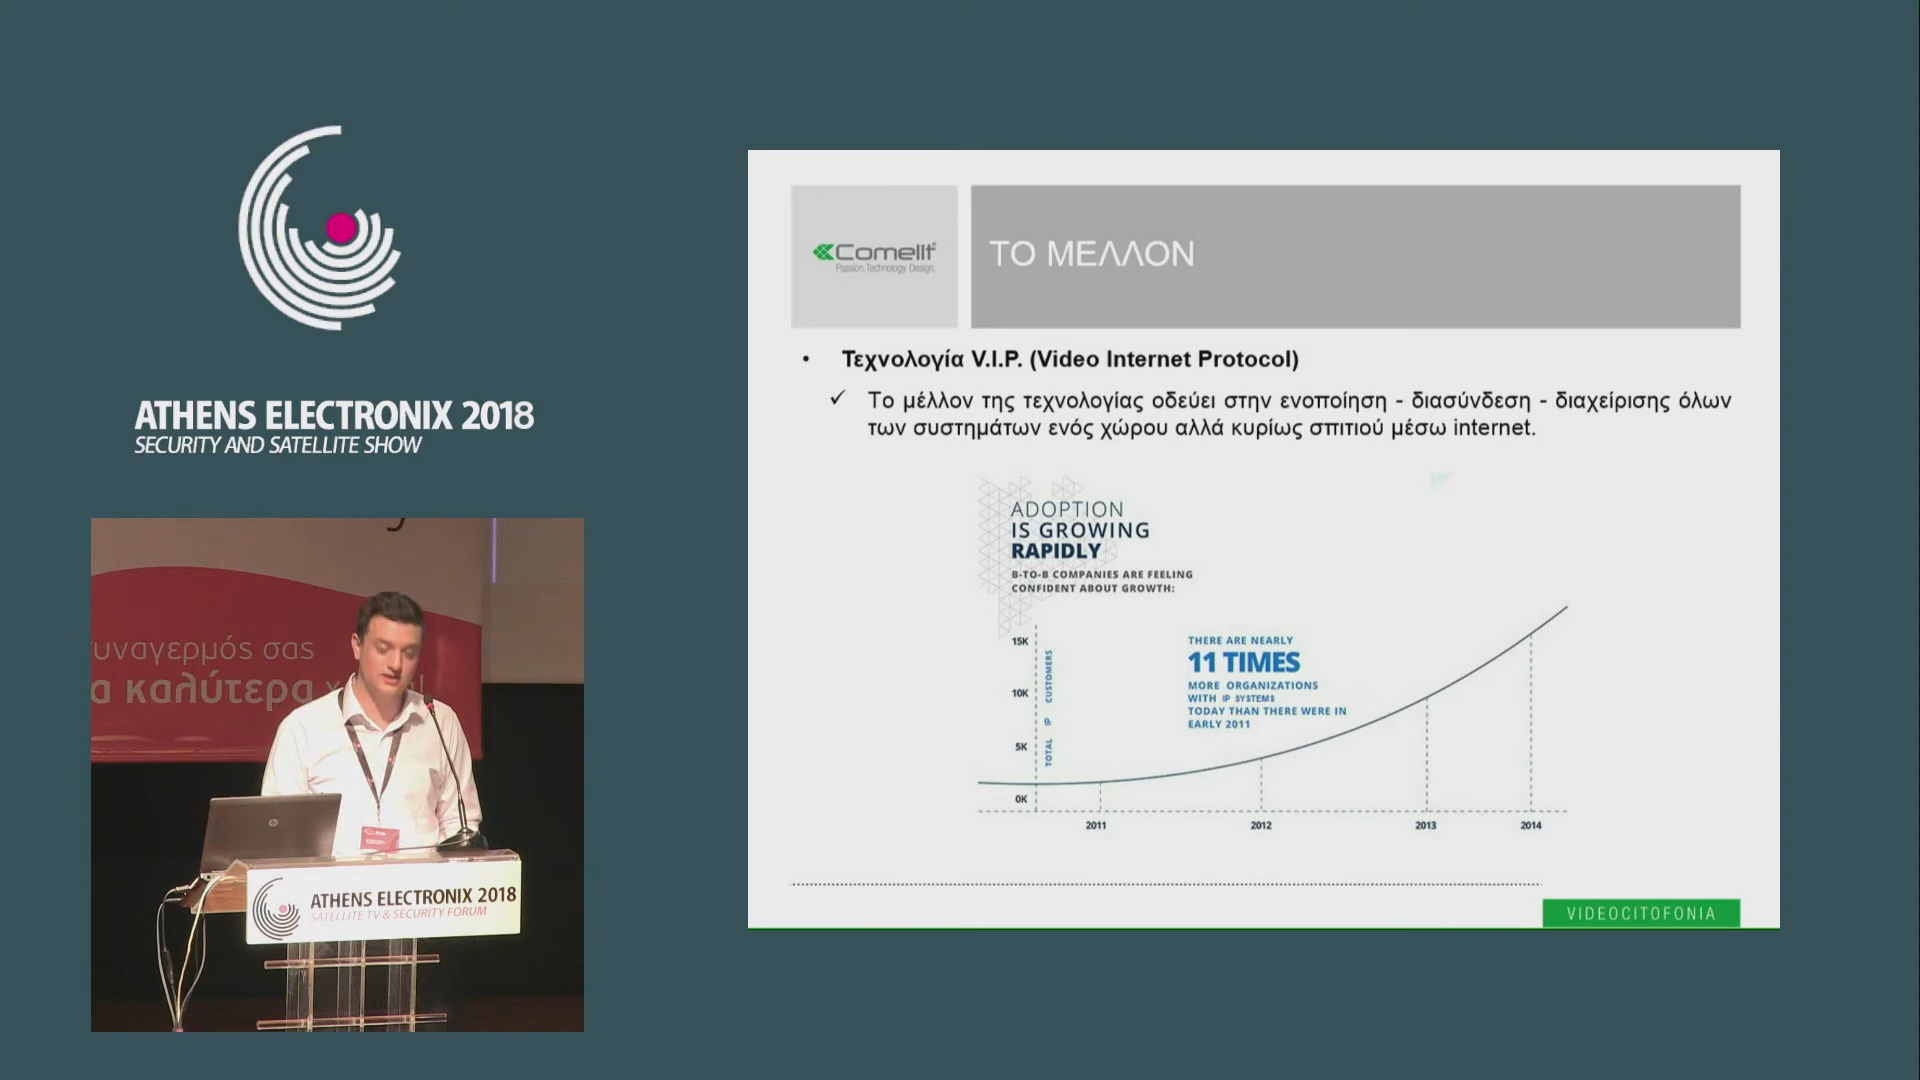 ATHENS ELECTRONIX 2018
SECURITY AND SATELLITE SHOW
Comelit
Passion. Technology. Design.
ΤΟ ΜΕΛΛΟΝ
• Τεχνολογία V.I.P. (Video Internet Protocol)
✓ Το μέλλον της τεχνολογίας οδεύει στην ενοποίηση - διασύνδεση - διαχείρισης όλων
των συστημάτων ενός χώρου αλλά κυρίως σπιτιού μέσω internet.
ADOPTION
IS GROWING
RAPIDLY
B-TO-B COMPANIES ARE FEELING
CONFIDENT ABOUT GROWTH:
15K
10K
5K
0K
TOTAL IP CUSTOMERS
THERE ARE NEARLY
11 TIMES
MORE ORGANIZATIONS
WITH IP SYSTEMS
TODAY THAN THERE WERE IN
EARLY 2011
2011 2012 2013 2014
VIDEOCITOFONIA
υναγερμός σας
α καλύτερα
hp
ATHENS ELECTRONIX 2018
SATELLITE TV & SECURITY FORUM